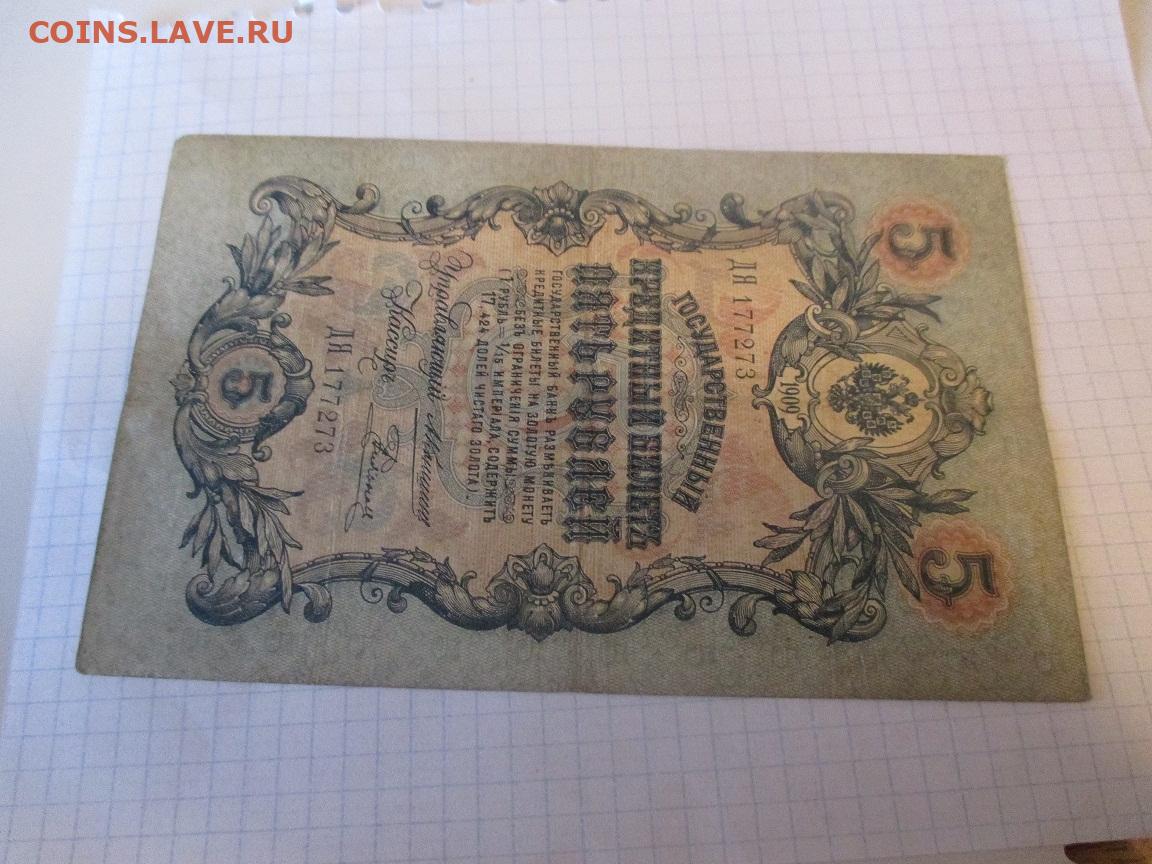 COINS.LAVE.RU
5
5
1909
ДЯ 177273
ГОСУДАРСТВЕННЫЙ
КРЕДИТНЫЙ БИЛЕТЪ
ПЯТЬ РУБЛЕЙ
ГОСУДАРСТВЕННЫЙ БАНКЪ РАЗМѢНИВАЕТЪ
КРЕДИТНЫЕ БИЛЕТЫ НА ЗОЛОТУЮ МОНЕТУ
БЕЗЪ ОГРАНИЧЕНІЯ СУММЫ
(1 РУБЛЬ = 1/15 ИМПЕРІАЛА, СОДЕРЖИТЪ
17,424 ДОЛЕЙ ЧИСТАГО ЗОЛОТА).
Управляющій
Кассиръ
ДЯ 177273
5